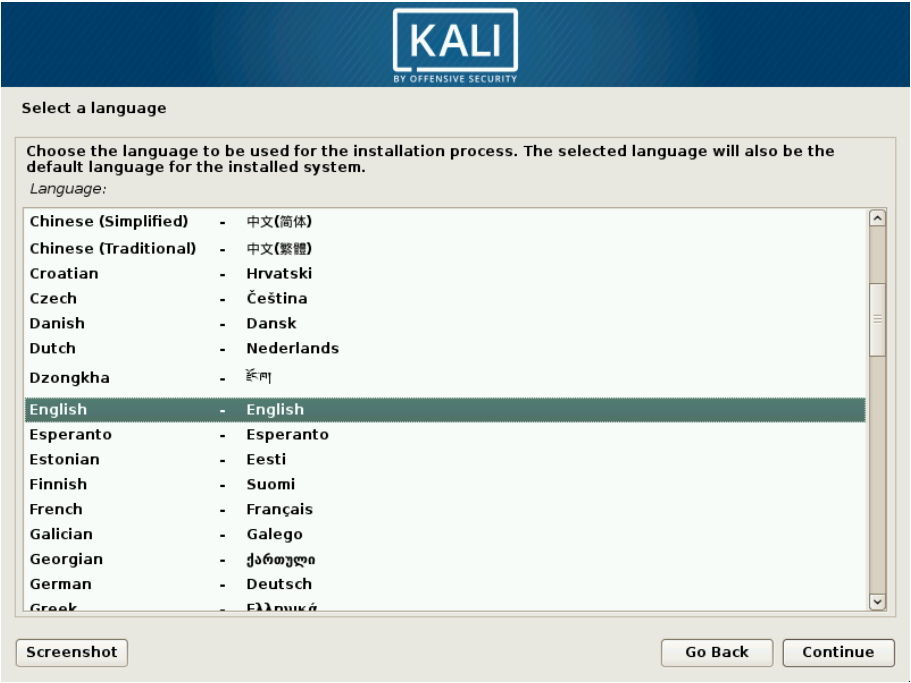 KALI
BY OFFENSIVE SECURITY
Select a language
Choose the language to be used for the installation process. The selected language will also be the
default language for the installed system.
Language:
Chinese (Simplified) - 中文(简体)
Chinese (Traditional) - 中文(繁體)
Croatian - Hrvatski
Czech - Čeština
Danish - Dansk
Dutch - Nederlands
Dzongkha - རྫོང་ཁ།
English - English
Esperanto - Esperanto
Estonian - Eesti
Finnish - Suomi
French - Français
Galician - Galego
Georgian - ქართული
German - Deutsch
Greek - Ελληνικά
Screenshot Go Back Continue